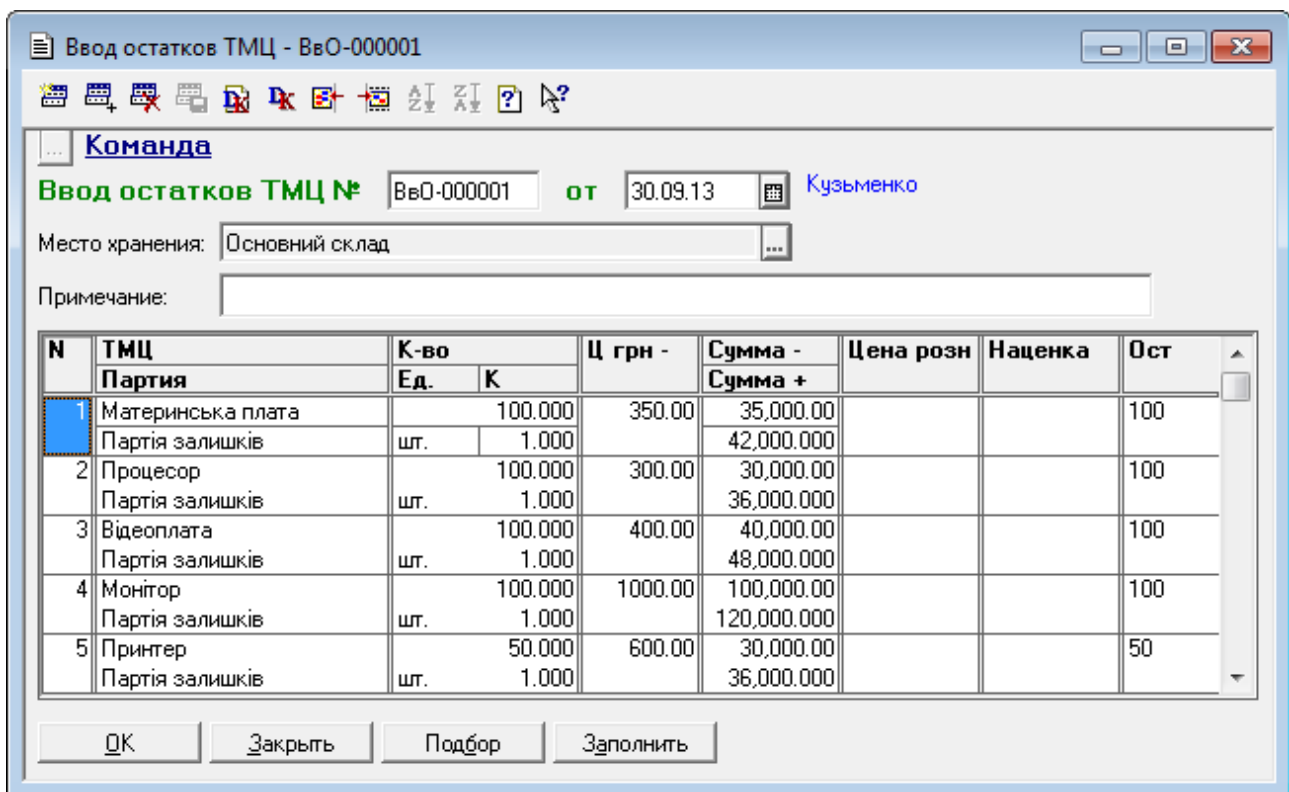 Ввод остатков ТМЦ - ВвО-000001
... Команда
Ввод остатков ТМЦ № ВвО-000001 от 30.09.13 Кузьменко
Место хранения: Основний склад ...
Примечание:
N ТМЦ К-во Ц грн - Сумма - Цена розн Наценка Ост
Партия Ед. К Сумма +
1 Материнська плата 100.000 350.00 35,000.00 100
Партія залишків шт. 1.000 42,000.000
2 Процесор 100.000 300.00 30,000.00 100
Партія залишків шт. 1.000 36,000.000
3 Відеоплата 100.000 400.00 40,000.00 100
Партія залишків шт. 1.000 48,000.000
4 Монітор 100.000 1000.00 100,000.00 100
Партія залишків шт. 1.000 120,000.000
5 Принтер 50.000 600.00 30,000.00 50
Партія залишків шт. 1.000 36,000.000
OK Закрыть Подбор Заполнить